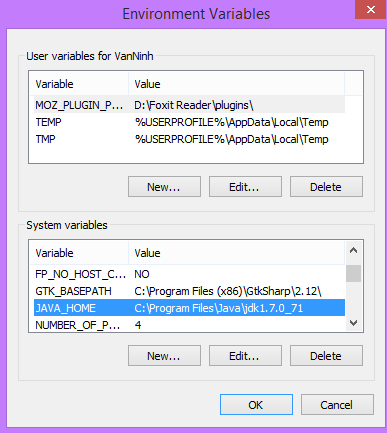 Environment Variables
User variables for VanNinh
Variable Value
MOZ_PLUGIN_P... D:\Foxit Reader\plugins\
TEMP %USERPROFILE%\AppData\Local\Temp
TMP %USERPROFILE%\AppData\Local\Temp
New... Edit... Delete
System variables
Variable Value
FP_NO_HOST_C... NO
GTK_BASEPATH C:\Program Files (x86)\GtkSharp\2.12\
JAVA_HOME C:\Program Files\Java\jdk1.7.0_71
NUMBER_OF_P... 4
New... Edit... Delete
OK Cancel